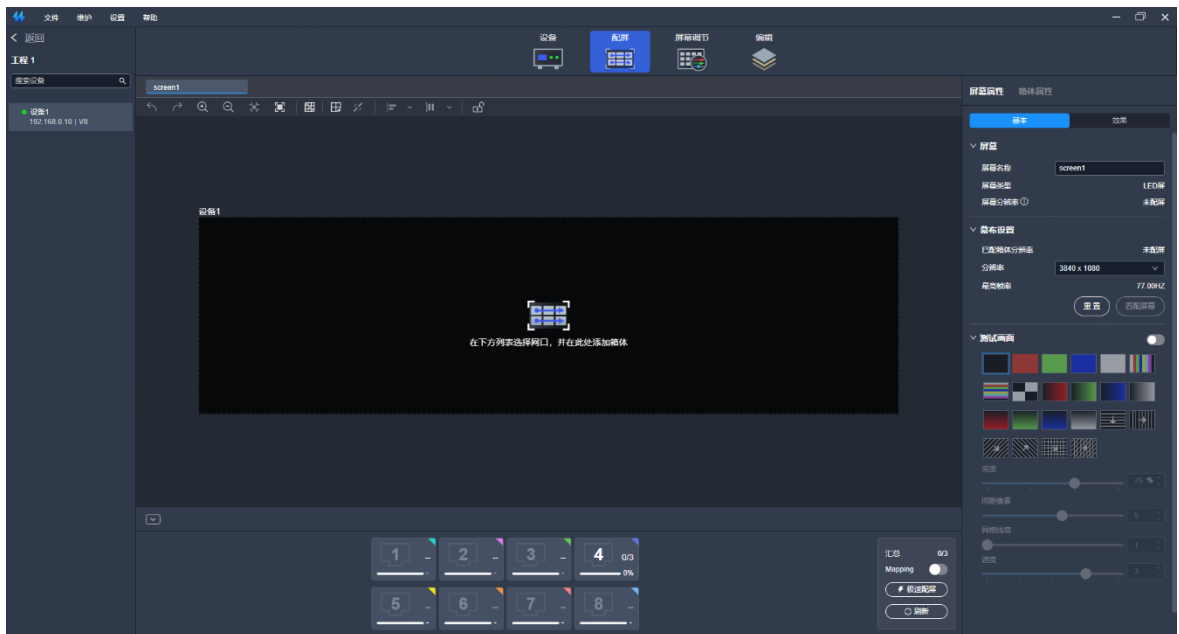 文件 维护 设置 帮助
返回
工程 1
搜索设备
设备1
192.168.0.10 | V8
设备 配屏 屏幕调节 编辑
screen1
设备1
在下方列表选择网口，并在此处添加箱体
1 2 3 4 0/3
0%
5 6 7 8
汇总 0/3
Mapping
极速配屏
刷新
屏幕属性 箱体属性
基本 效果
屏幕
屏幕名称 screen1
屏幕类型 LED屏
屏幕分辨率 未配屏
幕布设置
已配箱体分辨率 未配屏
分辨率 3840 x 1080
最高帧率 77.00HZ
重置 匹配屏幕
测试画面
亮度
75 %
间距像素
5
网格线宽
1
速度
3